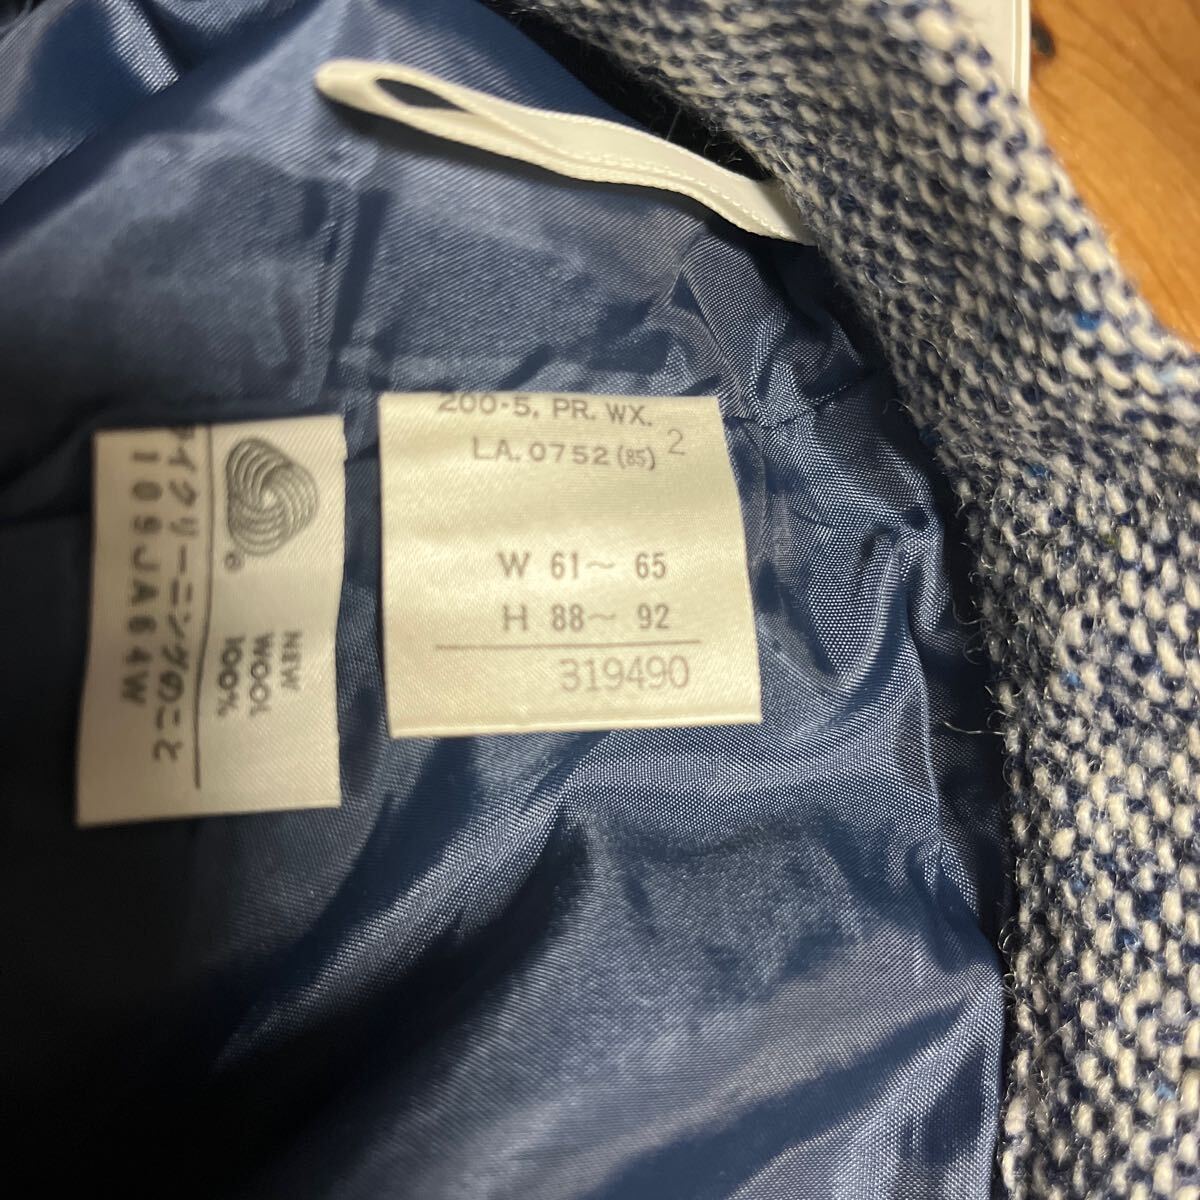 200-5, PR. WX.
LA. 0752 (85) 2
W 61〜 65
H 88〜 92
319490
NEW
WOOL
100%
ライクリーニングのこと
109JA64W